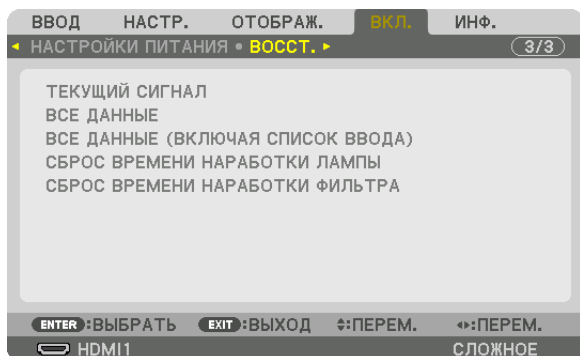 ВВОД НАСТР. ОТОБРАЖ. ВКЛ. ИНФ.
НАСТРОЙКИ ПИТАНИЯ • ВОССТ. 3/3
ТЕКУЩИЙ СИГНАЛ
ВСЕ ДАННЫЕ
ВСЕ ДАННЫЕ (ВКЛЮЧАЯ СПИСОК ВВОДА)
СБРОС ВРЕМЕНИ НАРАБОТКИ ЛАМПЫ
СБРОС ВРЕМЕНИ НАРАБОТКИ ФИЛЬТРА
ENTER :ВЫБРАТЬ EXIT :ВЫХОД :ПЕРЕМ. :ПЕРЕМ.
HDMI1 СЛОЖНОЕ